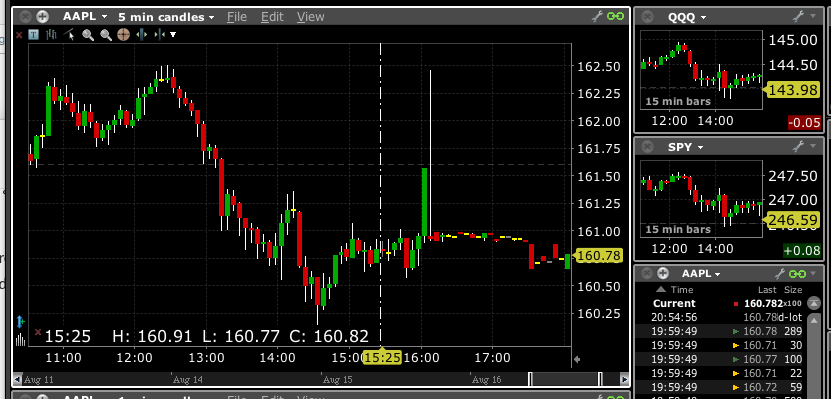 AAPL 5 min candles File Edit View
162.50
162.25
162.00
161.75
161.50
161.25
161.00
160.78
160.50
160.25
15:25 H: 160.91 L: 160.77 C: 160.82
11:00 12:00 13:00 14:00 15:00 15:25 16:00 17:00
Aug 11 Aug 14 Aug 15 Aug 16
AAPL File Edit View
QQQ
145.00
144.50
143.98
15 min bars
12:00 14:00
-0.05
SPY
247.50
247.00
246.59
15 min bars
12:00 14:00
+0.08
AAPL
Time Last Size
Current 160.782x100
20:54:56 160.78d-lot
19:59:49 160.78 289
19:59:49 160.71 30
19:59:49 160.77 100
19:59:49 160.71 22
19:59:49 160.72 59